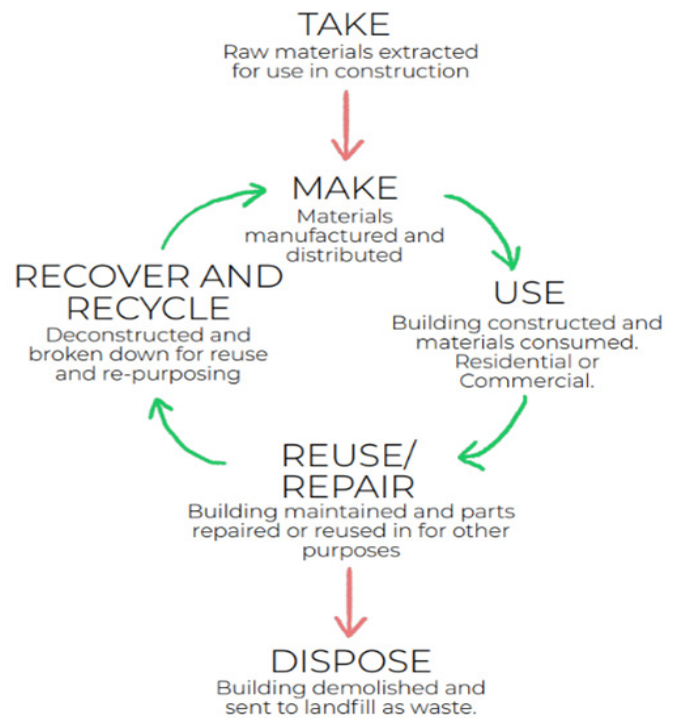 TAKE
Raw materials extracted
for use in construction
MAKE
Materials
manufactured and
distributed
USE
Building constructed and
materials consumed.
Residential or
Commercial.
REUSE/
REPAIR
Building maintained and parts
repaired or reused in for other
purposes
RECOVER AND
RECYCLE
Deconstructed and
broken down for reuse
and re-purposing
DISPOSE
Building demolished and
sent to landfill as waste.